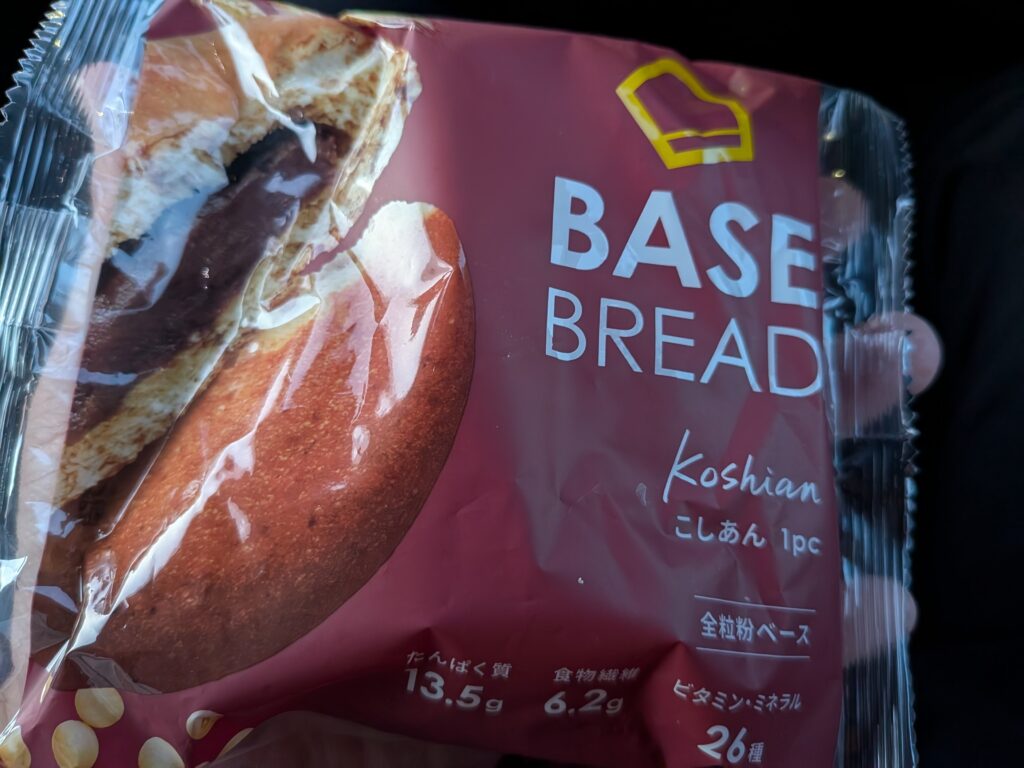 BASE
BREAD
Koshian
こしあん 1pc
全粒粉ベース
たんぱく質
13.5g
食物繊維
6.2g
ビタミン・ミネラル
26種